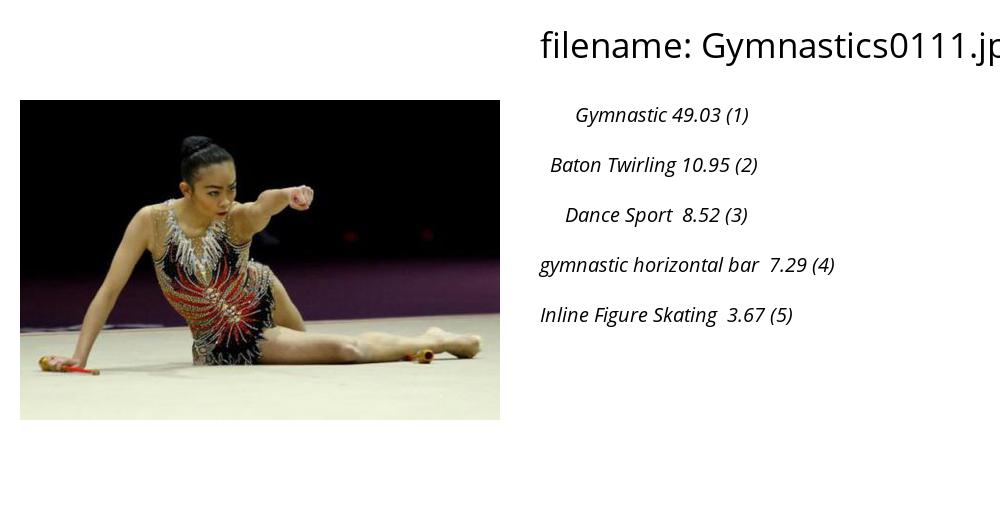 filename: Gymnastics0111.jp
Gymnastic 49.03 (1)
Baton Twirling 10.95 (2)
Dance Sport 8.52 (3)
gymnastic horizontal bar 7.29 (4)
Inline Figure Skating 3.67 (5)